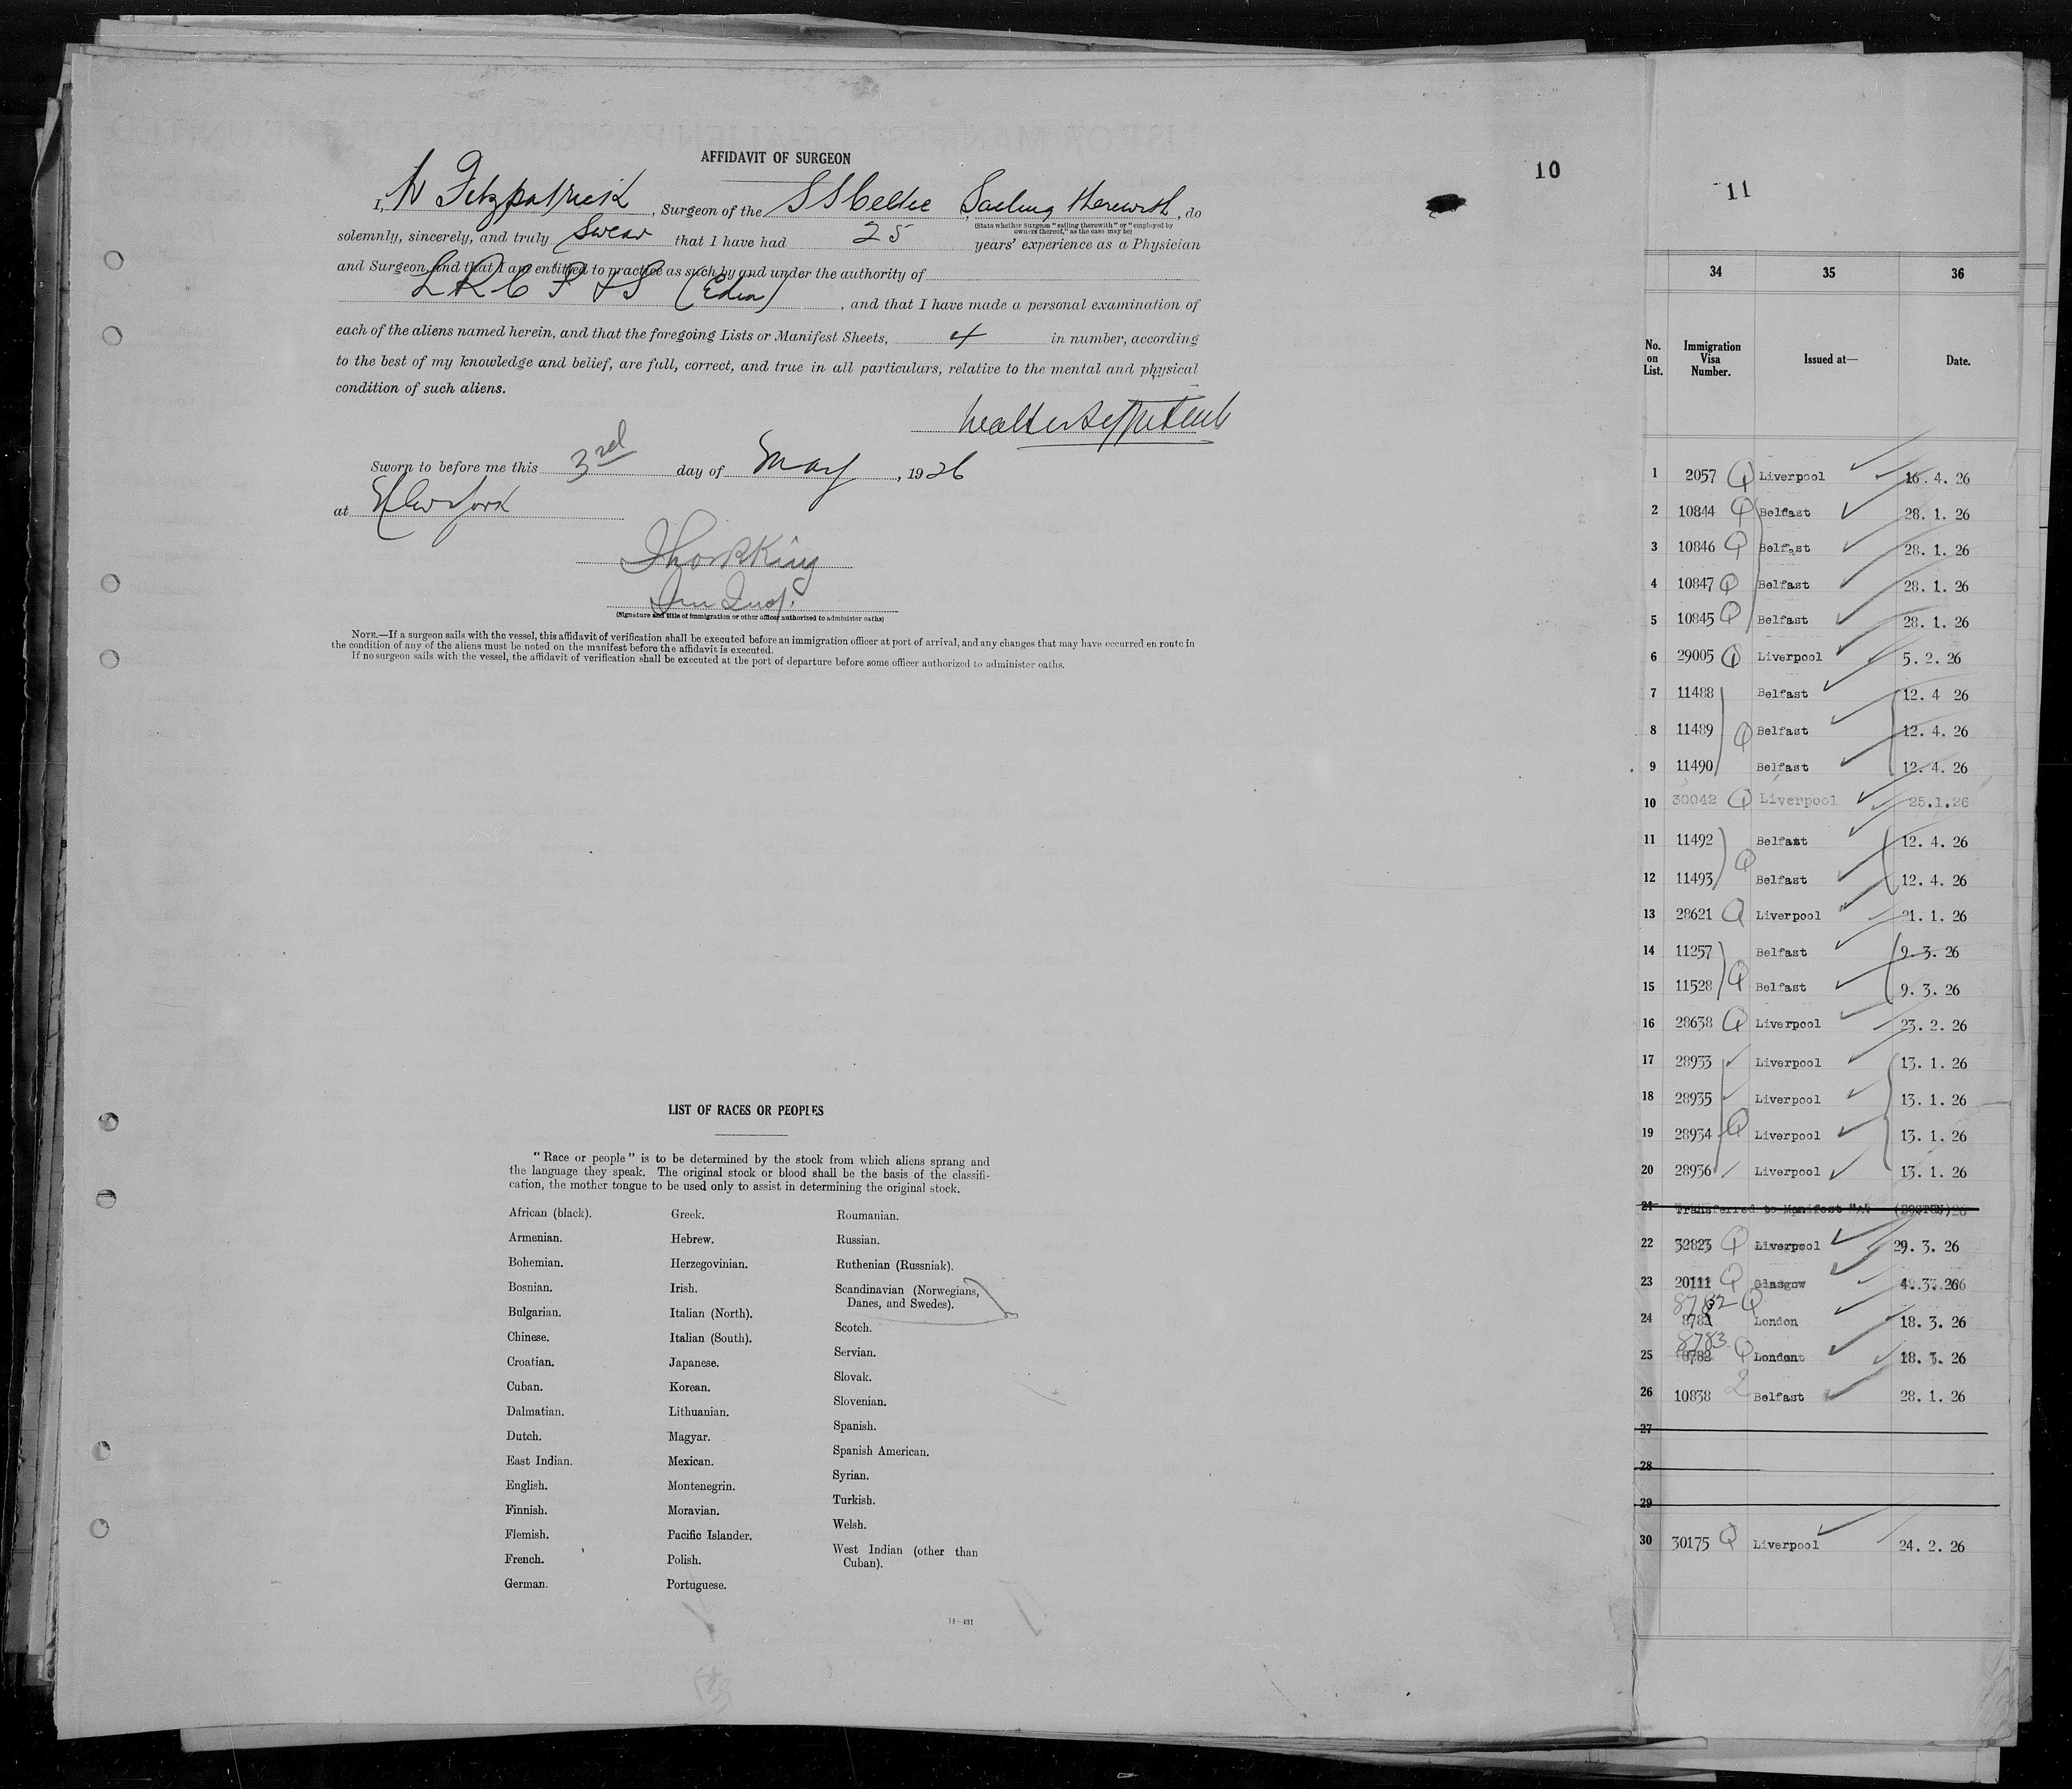 AFFIDAVIT OF SURGEON
10
I, W Fitzpatrick, Surgeon of the SS Celtic Sailing therewith, do
(State whether Surgeon "sailing therewith" or "employed by
owners thereof," as the case may be)
solemnly, sincerely, and truly Swear that I have had 25 years' experience as a Physician
and Surgeon, and that I am entitled to practice as such by and under the authority of
L R C P & S (Edin), and that I have made a personal examination of
each of the aliens named herein, and that the foregoing Lists or Manifest Sheets, 4 in number, according
to the best of my knowledge and belief, are full, correct, and true in all particulars, relative to the mental and physical
condition of such aliens.
Walter
Sworn to before me this 3rd day of May, 1926
at New York
Thos R King
Imm Insp.
(Signature and title of immigration or other officer authorized to administer oaths)
NOTE.—If a surgeon sails with the vessel, this affidavit of verification shall be executed before an immigration officer at port of arrival, and any changes that may have occurred en route in
the condition of any of the aliens must be noted on the manifest before the affidavit is executed.
If no surgeon sails with the vessel, the affidavit of verification shall be executed at the port of departure before some officer authorized to administer oaths.
LIST OF RACES OR PEOPLES
"Race or people" is to be determined by the stock from which aliens sprang and
the language they speak. The original stock or blood shall be the basis of the classifi-
cation, the mother tongue to be used only to assist in determining the original stock.
African (black).
Armenian.
Bohemian.
Bosnian.
Bulgarian.
Chinese.
Croatian.
Cuban.
Dalmatian.
Dutch.
East Indian.
English.
Finnish.
Flemish.
French.
German.
Greek.
Hebrew.
Herzegovinian.
Irish.
Italian (North).
Italian (South).
Japanese.
Korean.
Lithuanian.
Magyar.
Mexican.
Montenegrin.
Moravian.
Pacific Islander.
Polish.
Portuguese.
Roumanian.
Russian.
Ruthenian (Russniak).
Scandinavian (Norwegians,
Danes, and Swedes).
Scotch.
Servian.
Slovak.
Slovenian.
Spanish.
Spanish American.
Syrian.
Turkish.
Welsh.
West Indian (other than
Cuban).
14—431
11
34 35 36
No. on List. Immigration Visa Number. Issued at— Date.
1 2057 Q Liverpool 16. 4. 26
2 10844 Q Belfast 28. 1. 26
3 10846 Q Belfast 28. 1. 26
4 10847 Q Belfast 28. 1. 26
5 10845 Q Belfast 28. 1. 26
6 29005 Q Liverpool 5. 2. 26
7 11488 Belfast 12. 4 26
8 11489 Q Belfast 12. 4. 26
9 11490 Belfast 12. 4. 26
10 30042 Q Liverpool 25.1.26
11 11492 Belfast 12. 4. 26
Q
12 11493 Belfast 12. 4. 26
13 28621 Q Liverpool 21. 1. 26
14 11257 Belfast 9. 3. 26
15 11528 Q Belfast 9. 3. 26
16 28638 Q Liverpool 23. 2. 26
17 28933 Liverpool 13. 1. 26
18 28935 Liverpool 13. 1. 26
19 28934 Q Liverpool 13. 1. 26
20 28936 Liverpool 13. 1. 26
21 Transferred to Manifest "A" (BOSTON)
22 32823 Q Liverpool 29. 3. 26
23 20111 Q Glasgow 4. 3. 26
8782 Q
24 London 18. 3. 26
8783 Q
25 8782 London 18. 3. 26
26 10838 Belfast 28. 1. 26
27
28
29
30 30175 Q Liverpool 24. 2. 26